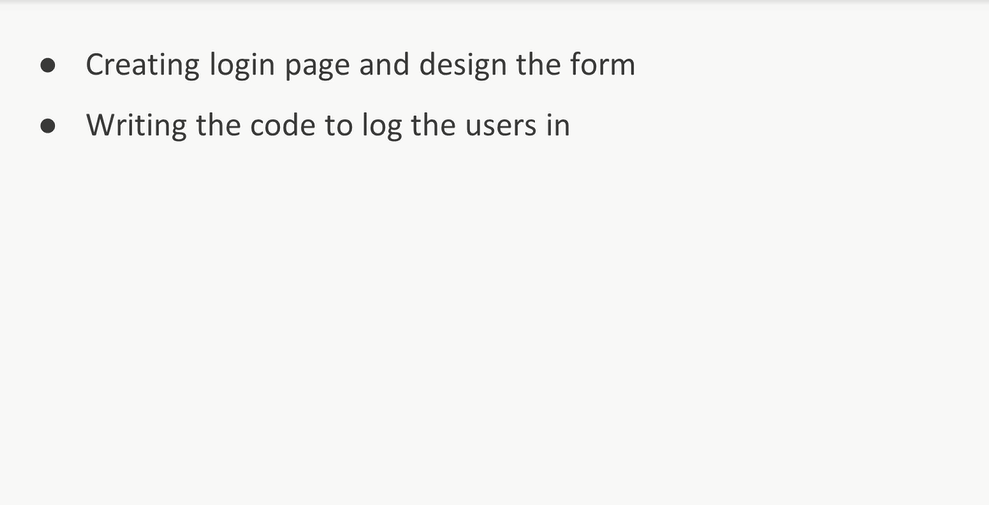 ● Creating login page and design the form
● Writing the code to log the users in